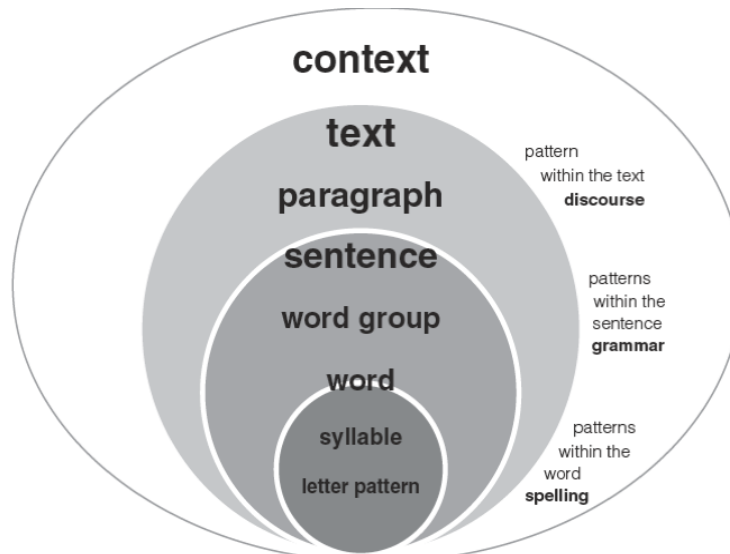 context
text
paragraph
sentence
word group
word
syllable
letter pattern
pattern
within the text
discourse
patterns
within the
sentence
grammar
patterns
within the
word
spelling